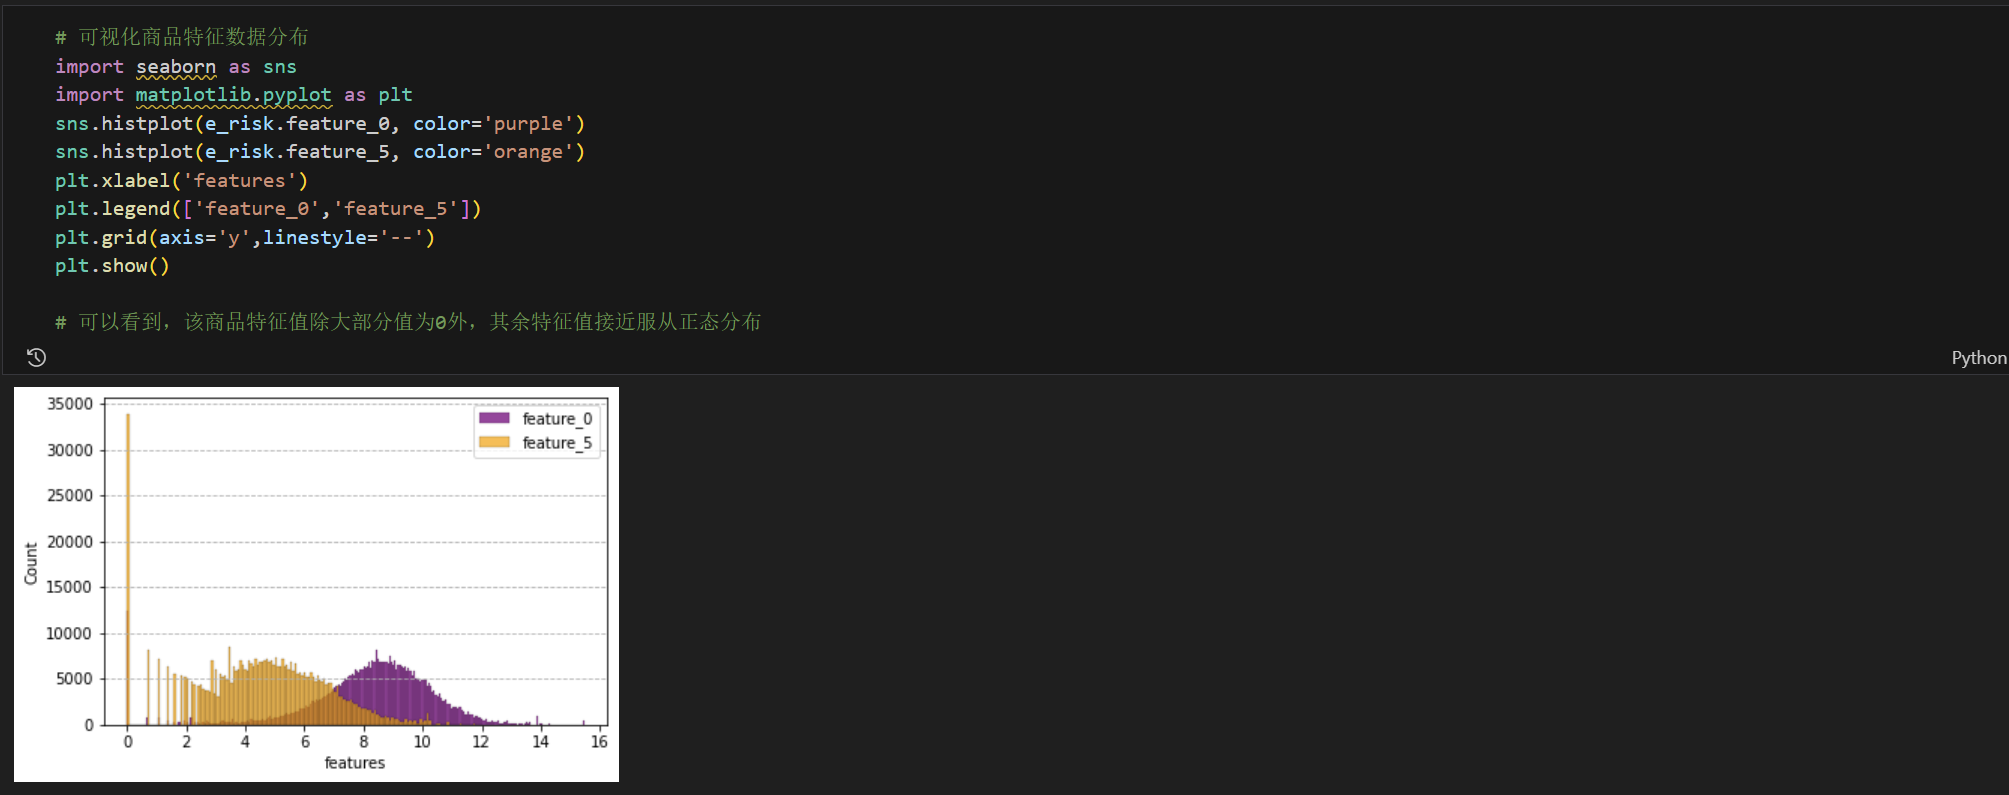 # 可视化商品特征数据分布
import seaborn as sns
import matplotlib.pyplot as plt
sns.histplot(e_risk.feature_0, color='purple')
sns.histplot(e_risk.feature_5, color='orange')
plt.xlabel('features')
plt.legend(['feature_0','feature_5'])
plt.grid(axis='y',linestyle='--')
plt.show()
# 可以看到，该商品特征值除大部分值为0外，其余特征值接近服从正态分布
Python
35000
30000
25000
20000
15000
10000
5000
0
Count
feature_0
feature_5
0 2 4 6 8 10 12 14 16
features